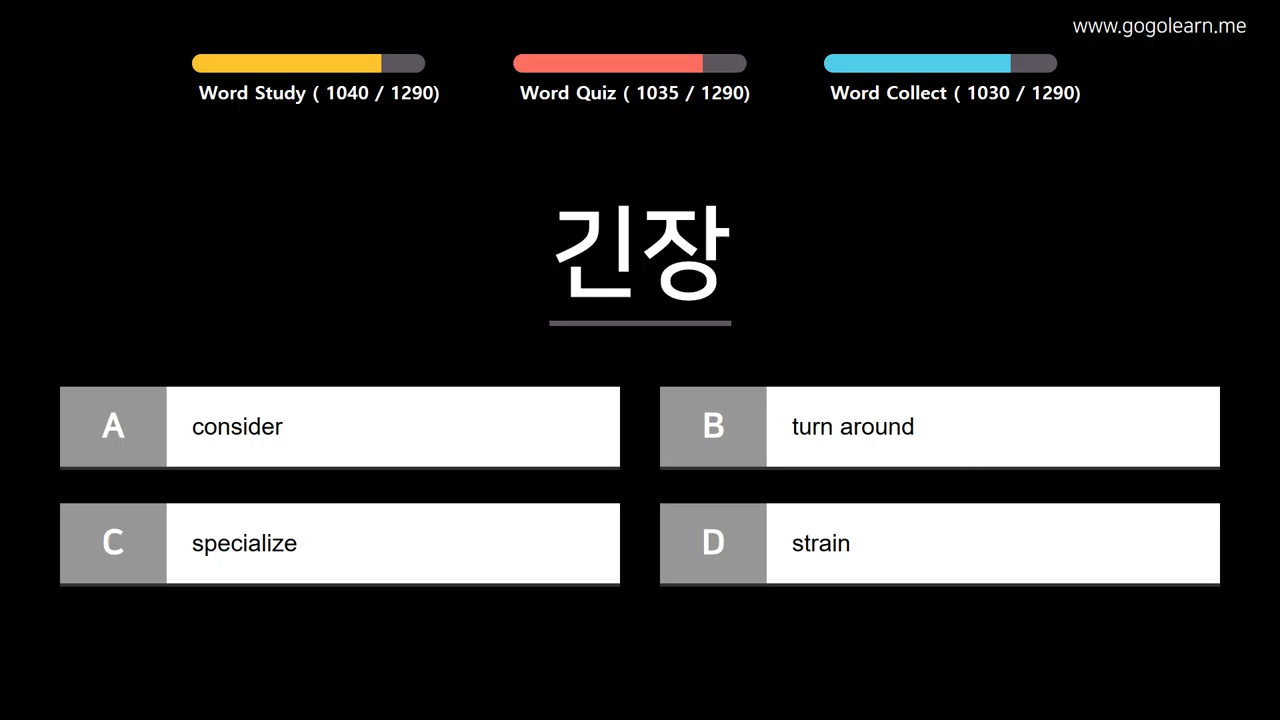 www.gogolearn.me
Word Study ( 1040 / 1290)
Word Quiz ( 1035 / 1290)
Word Collect ( 1030 / 1290)
긴장
A consider
B turn around
C specialize
D strain